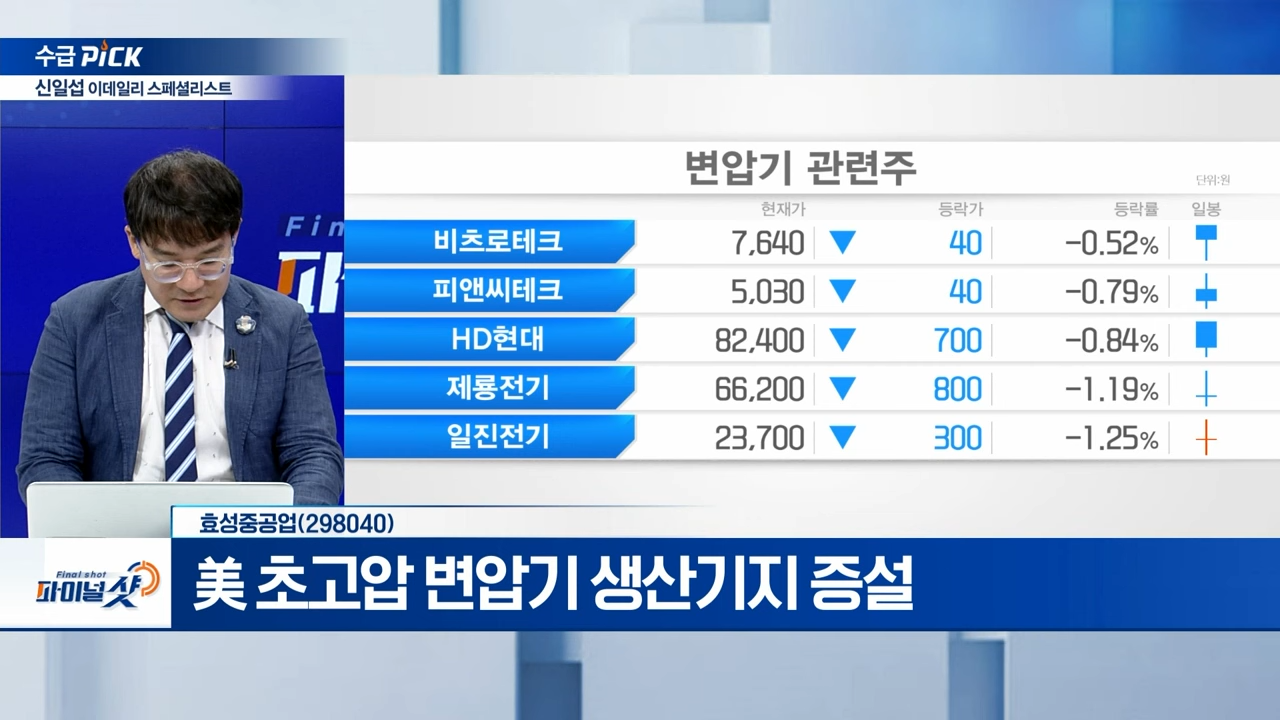 수급 PiCK
신일섭 이데일리 스페셜리스트
Fin
파
변압기 관련주
단위:원
현재가 등락가 등락률 일봉
비츠로테크 7,640 ▼ 40 -0.52%
피앤씨테크 5,030 ▼ 40 -0.79%
HD현대 82,400 ▼ 700 -0.84%
제룡전기 66,200 ▼ 800 -1.19%
일진전기 23,700 ▼ 300 -1.25%
효성중공업(298040)
Final shot
파이널샷
美 초고압 변압기 생산기지 증설